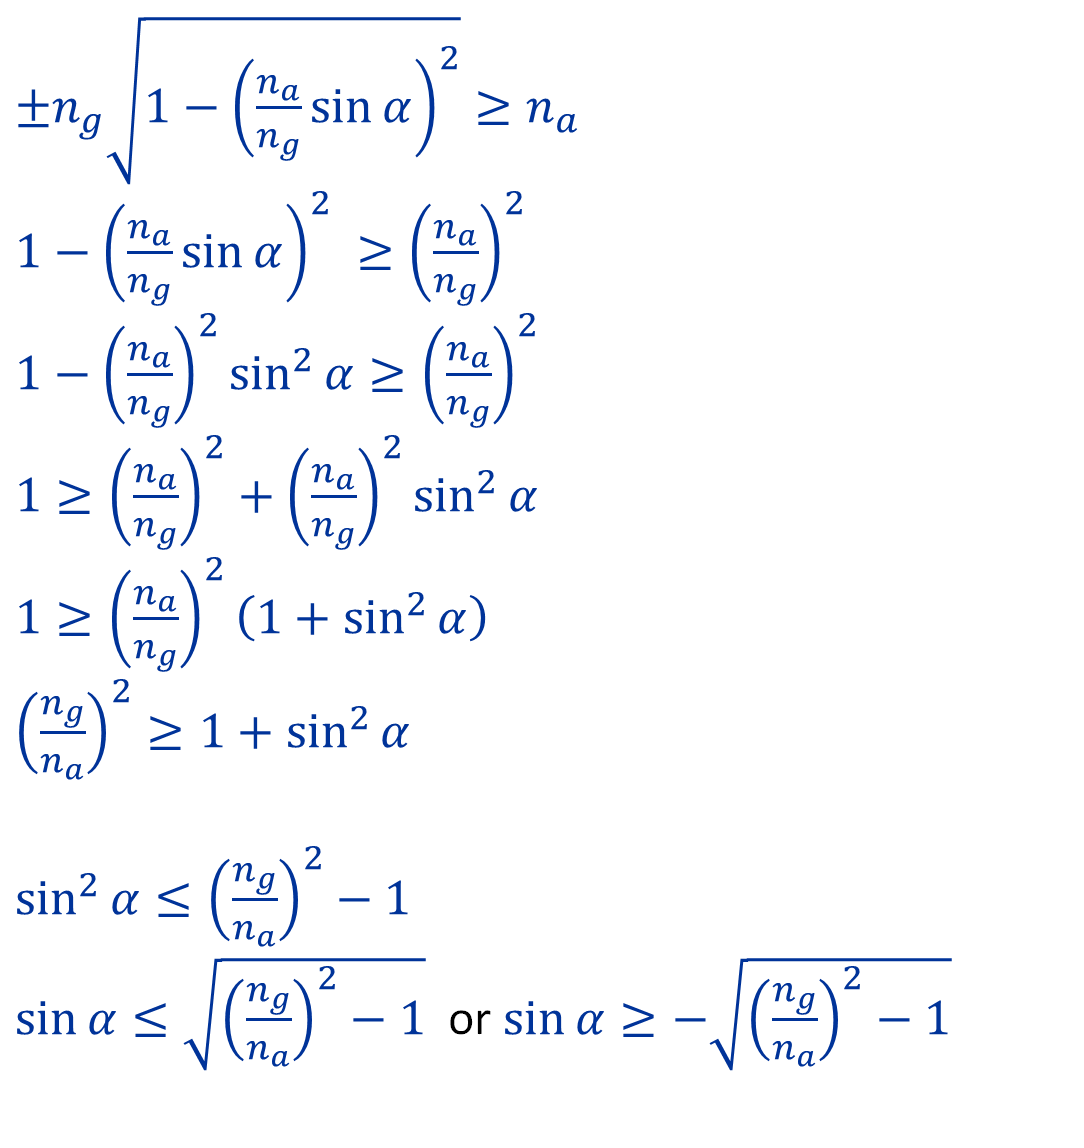 ±n_g √(1 − (n_a/n_g sin α)²) ≥ n_a
1 − (n_a/n_g sin α)² ≥ (n_a/n_g)²
1 − (n_a/n_g)² sin² α ≥ (n_a/n_g)²
1 ≥ (n_a/n_g)² + (n_a/n_g)² sin² α
1 ≥ (n_a/n_g)² (1 + sin² α)
(n_g/n_a)² ≥ 1 + sin² α
sin² α ≤ (n_g/n_a)² − 1
sin α ≤ √((n_g/n_a)² − 1) or sin α ≥ −√((n_g/n_a)² − 1)